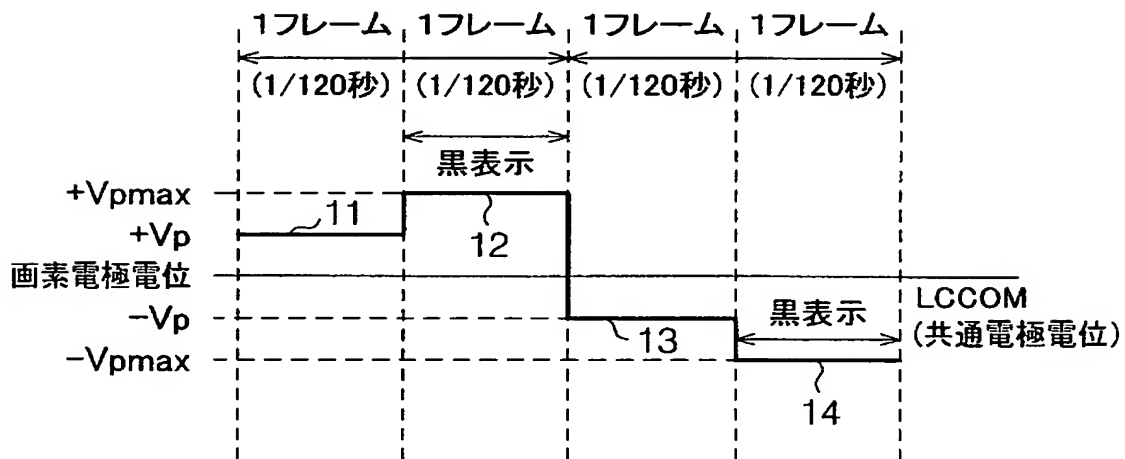 1フレーム 1フレーム 1フレーム 1フレーム
(1/120秒) (1/120秒) (1/120秒) (1/120秒)
黒表示
+Vpmax
11
12
+Vp
画素電極電位
LCCOM
(共通電極電位)
-Vp
黒表示
13
-Vpmax
14